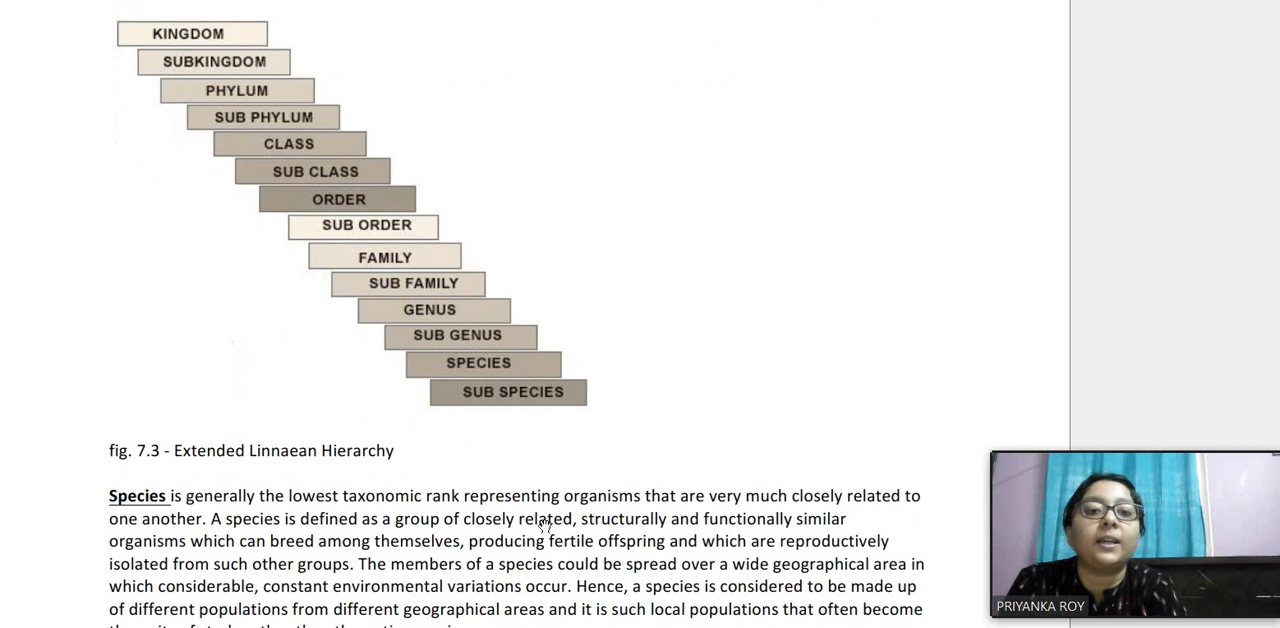 KINGDOM
SUBKINGDOM
PHYLUM
SUB PHYLUM
CLASS
SUB CLASS
ORDER
SUB ORDER
FAMILY
SUB FAMILY
GENUS
SUB GENUS
SPECIES
SUB SPECIES
fig. 7.3 - Extended Linnaean Hierarchy
Species is generally the lowest taxonomic rank representing organisms that are very much closely related to
one another. A species is defined as a group of closely related, structurally and functionally similar
organisms which can breed among themselves, producing fertile offspring and which are reproductively
isolated from such other groups. The members of a species could be spread over a wide geographical area in
which considerable, constant environmental variations occur. Hence, a species is considered to be made up
of different populations from different geographical areas and it is such local populations that often become
PRIYANKA ROY